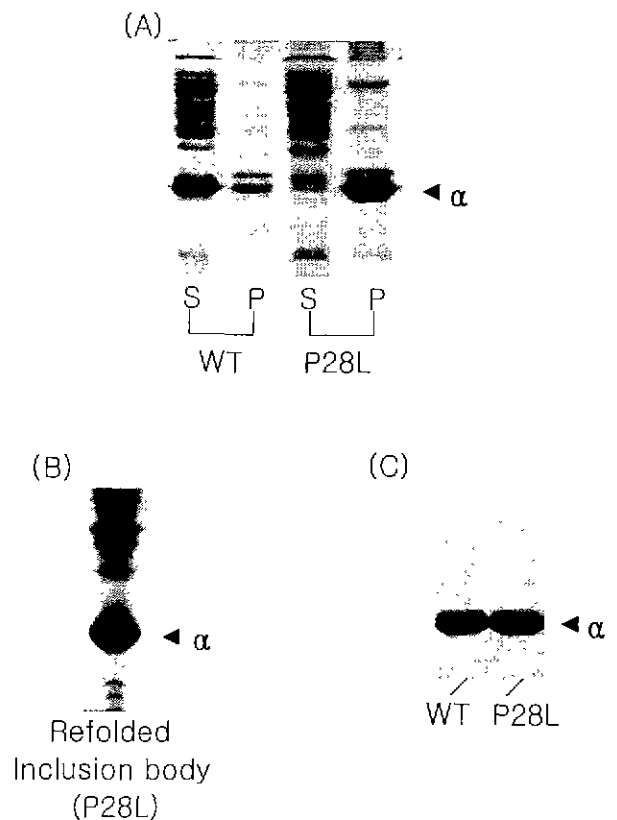 (A)
◄ α
S P S P
WT P28L
(B)
◄ α
Refolded
Inclusion body
(P28L)
(C)
◄ α
WT P28L